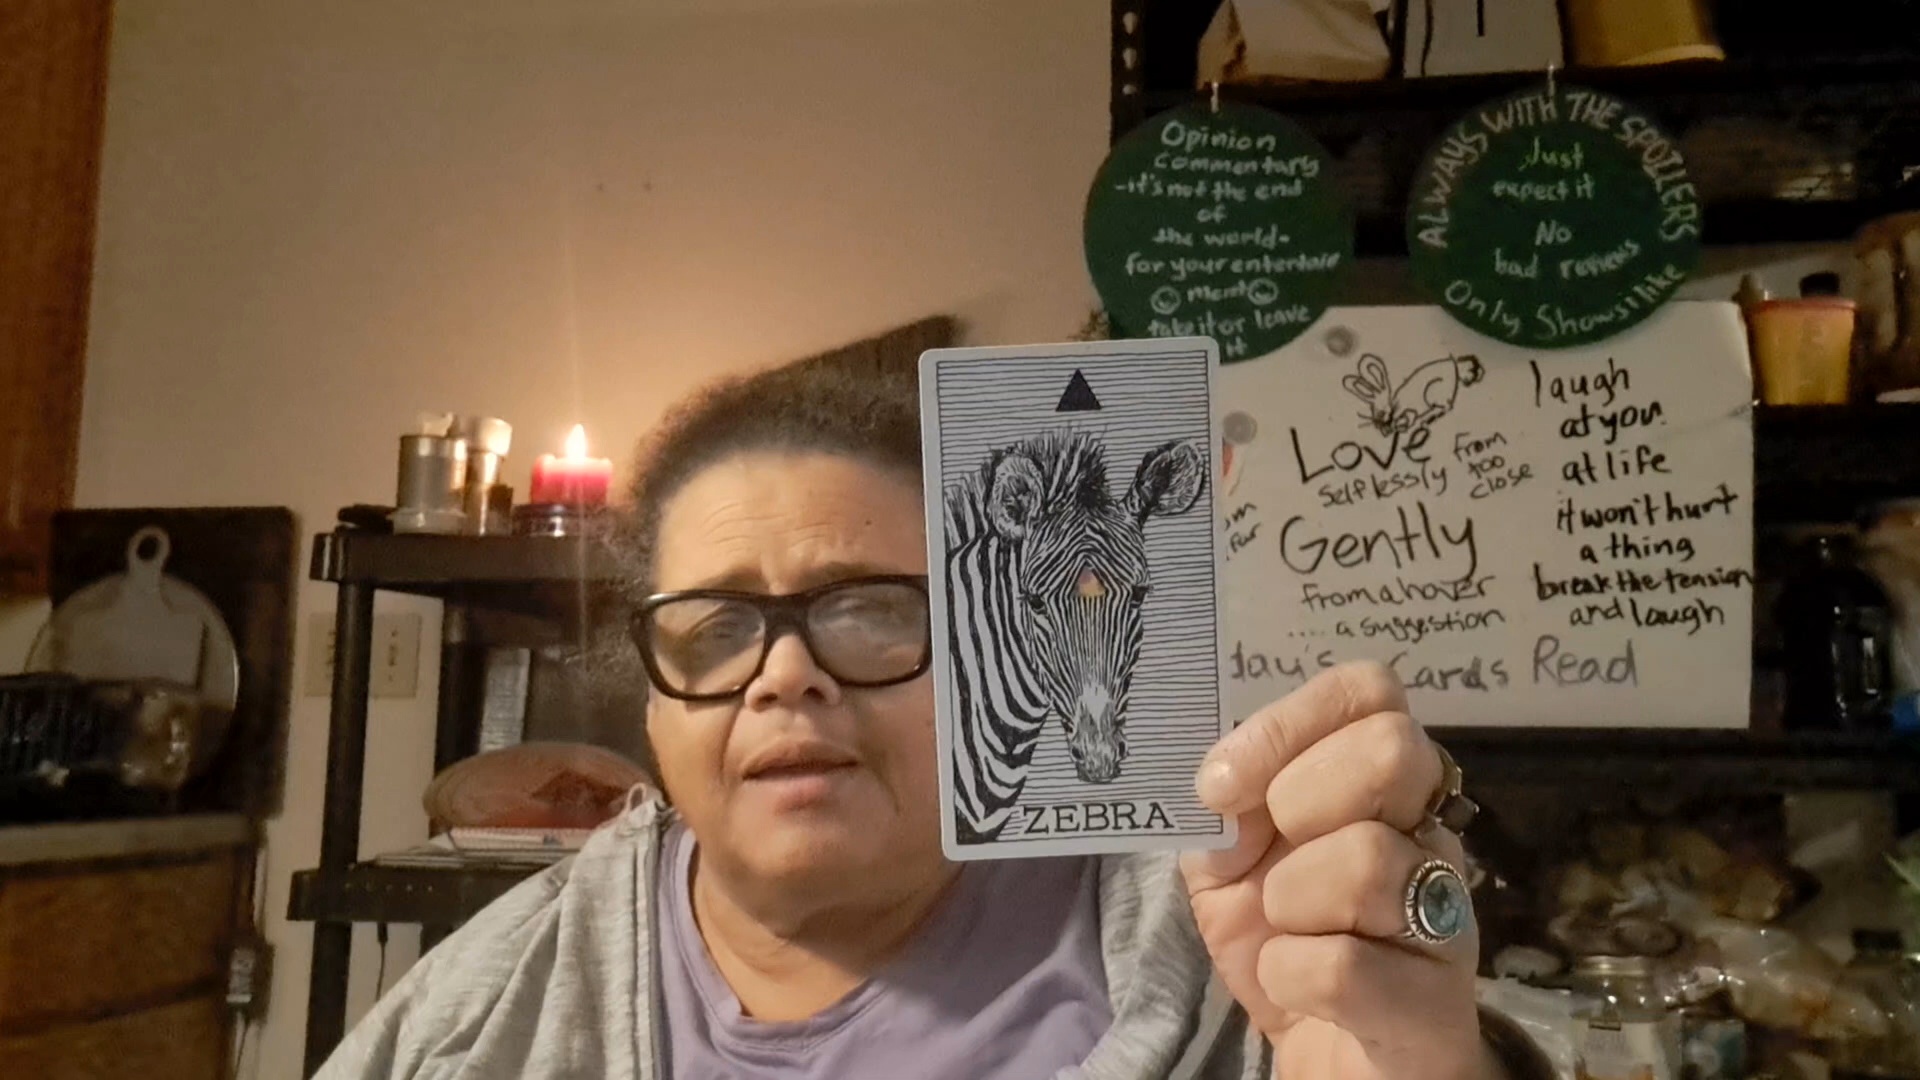 Opinion
commentary
-it's not the end
of
the world-
for your entertain
ment
take it or leave
it
ALWAYS WITH THE SPOILERS
Just
expect it
No
bad reviews
Only Shows i like
Love
selflessly
from
too
close
Gently
from a hover
.... a suggestion
laugh
at you.
at life
it won't hurt
a thing
break the tension
and laugh
day's Cards Read
ZEBRA